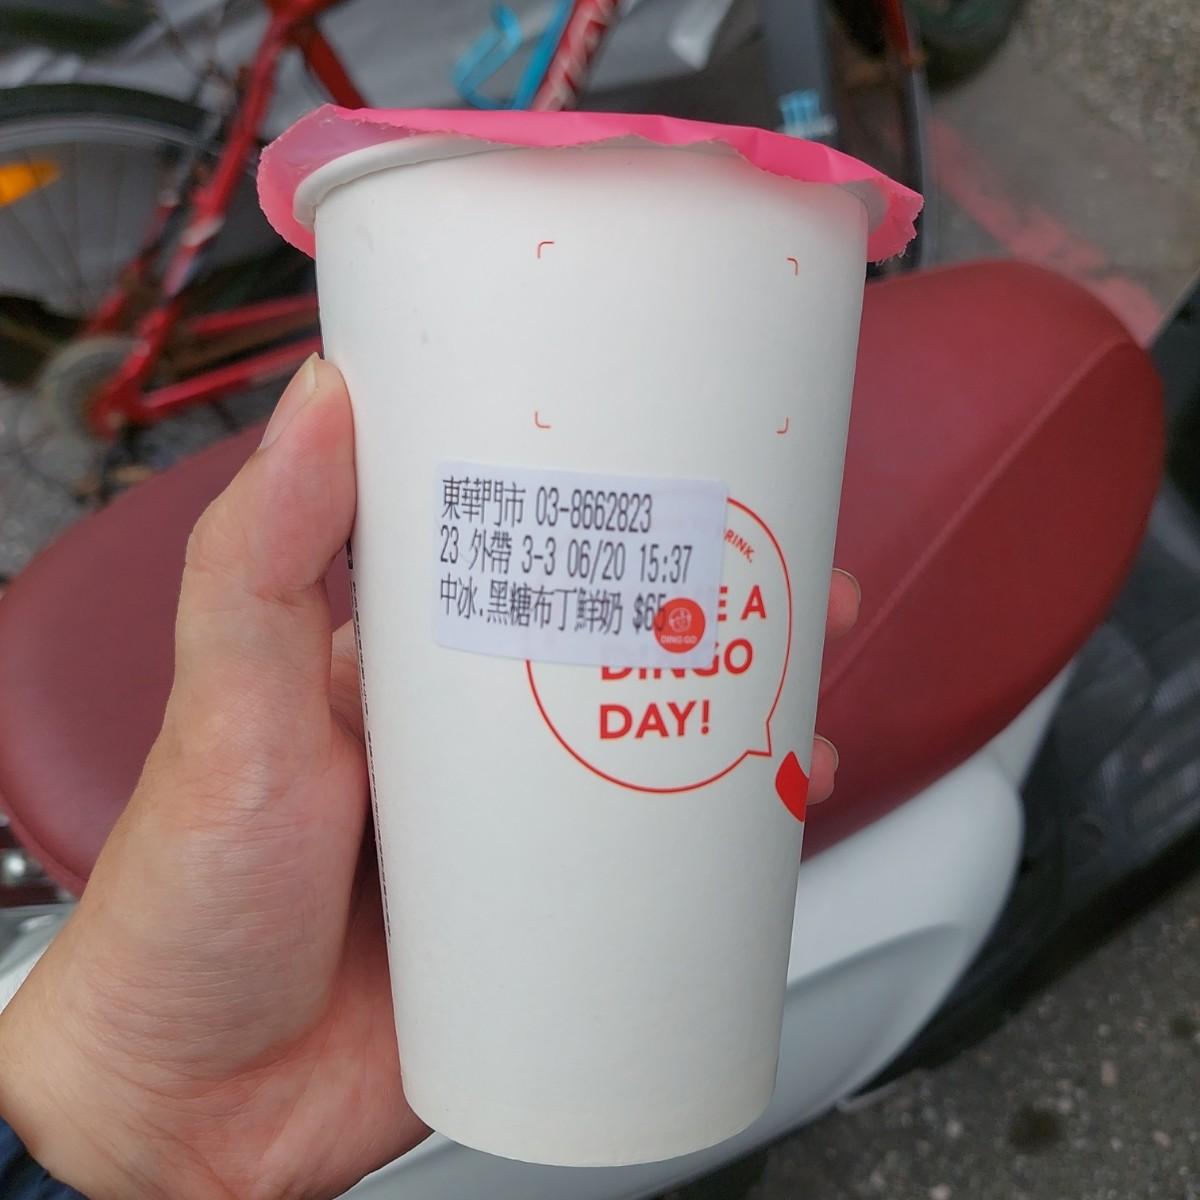 東華門市 03-8662823
23 外帶 3-3 06/20 15:37
中冰.黑糖布丁鮮奶 $65
DING GO
RINK.
E A
DINGO
DAY!